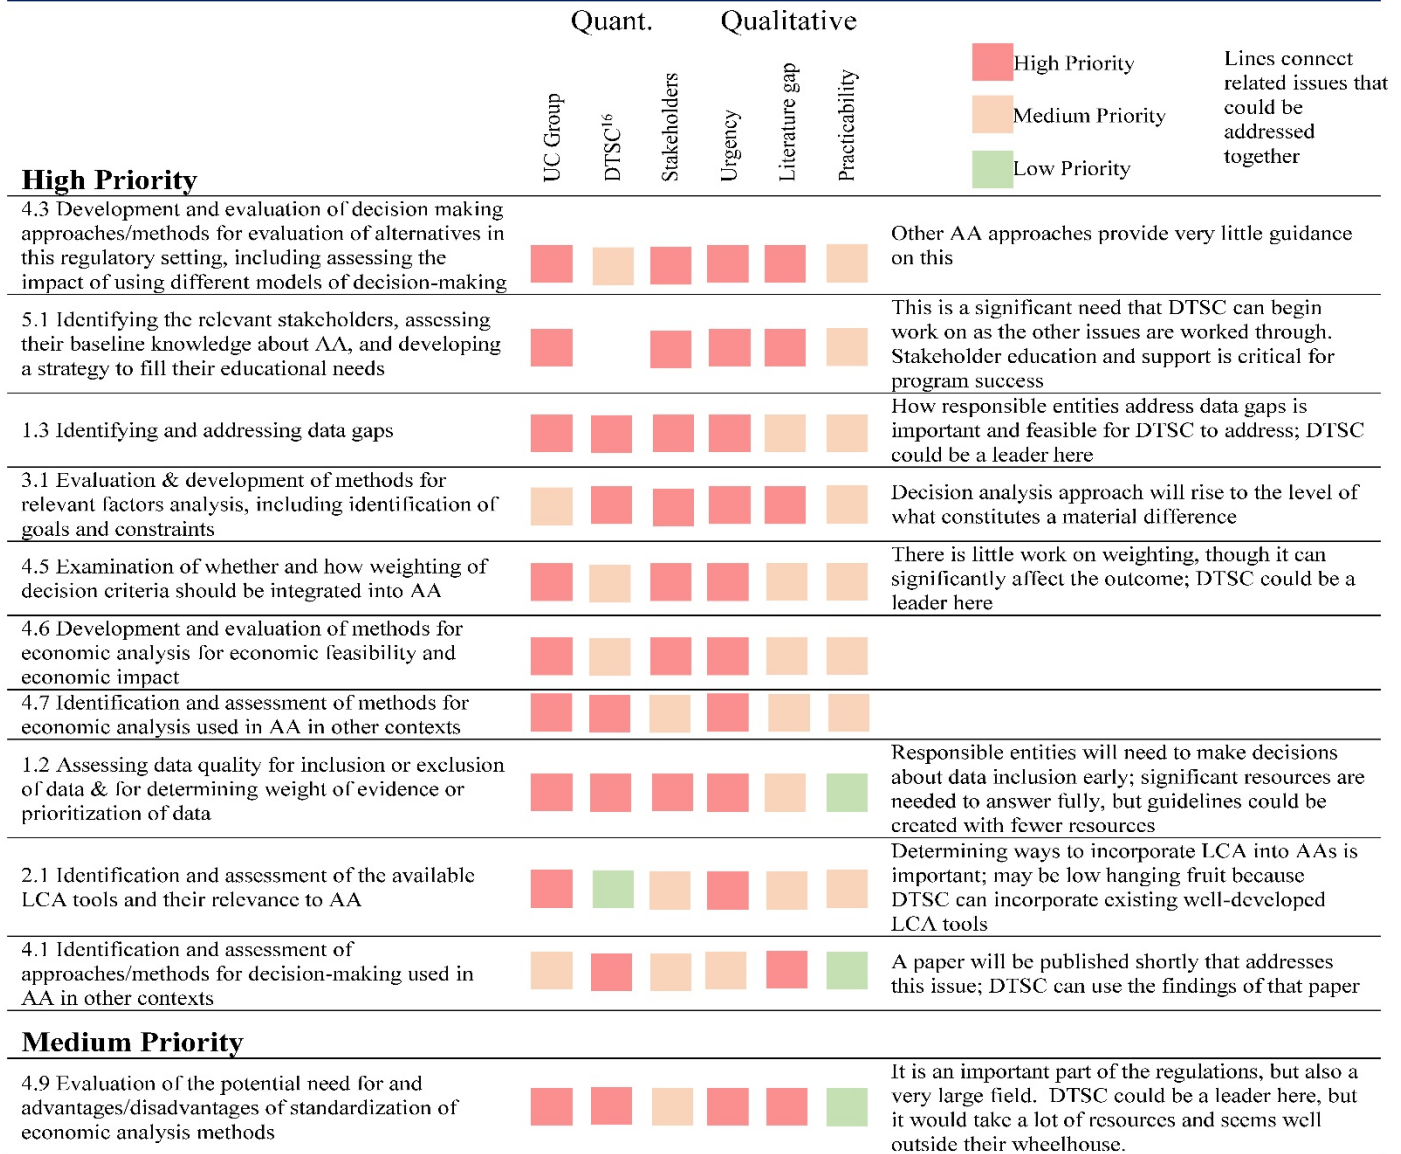 Quant.
Qualitative
UC Group
DTSC16
Stakeholders
Urgency
Literature gap
Practicability
High Priority
Medium Priority
Low Priority
Lines connect
related issues that
could be
addressed
together
High Priority
4.3 Development and evaluation of decision making
approaches/methods for evaluation of alternatives in
this regulatory setting, including assessing the
impact of using different models of decision-making
Other AA approaches provide very little guidance
on this
5.1 Identifying the relevant stakeholders, assessing
their baseline knowledge about AA, and developing
a strategy to fill their educational needs
This is a significant need that DTSC can begin
work on as the other issues are worked through.
Stakeholder education and support is critical for
program success
1.3 Identifying and addressing data gaps
How responsible entities address data gaps is
important and feasible for DTSC to address; DTSC
could be a leader here
3.1 Evaluation & development of methods for
relevant factors analysis, including identification of
goals and constraints
Decision analysis approach will rise to the level of
what constitutes a material difference
4.5 Examination of whether and how weighting of
decision criteria should be integrated into AA
There is little work on weighting, though it can
significantly affect the outcome; DTSC could be a
leader here
4.6 Development and evaluation of methods for
economic analysis for economic feasibility and
economic impact
4.7 Identification and assessment of methods for
economic analysis used in AA in other contexts
1.2 Assessing data quality for inclusion or exclusion
of data & for determining weight of evidence or
prioritization of data
Responsible entities will need to make decisions
about data inclusion early; significant resources are
needed to answer fully, but guidelines could be
created with fewer resources
2.1 Identification and assessment of the available
LCA tools and their relevance to AA
Determining ways to incorporate LCA into AAs is
important; may be low hanging fruit because
DTSC can incorporate existing well-developed
LCA tools
4.1 Identification and assessment of
approaches/methods for decision-making used in
AA in other contexts
A paper will be published shortly that addresses
this issue; DTSC can use the findings of that paper
Medium Priority
4.9 Evaluation of the potential need for and
advantages/disadvantages of standardization of
economic analysis methods
It is an important part of the regulations, but also a
very large field. DTSC could be a leader here, but
it would take a lot of resources and seems well
outside their wheelhouse.